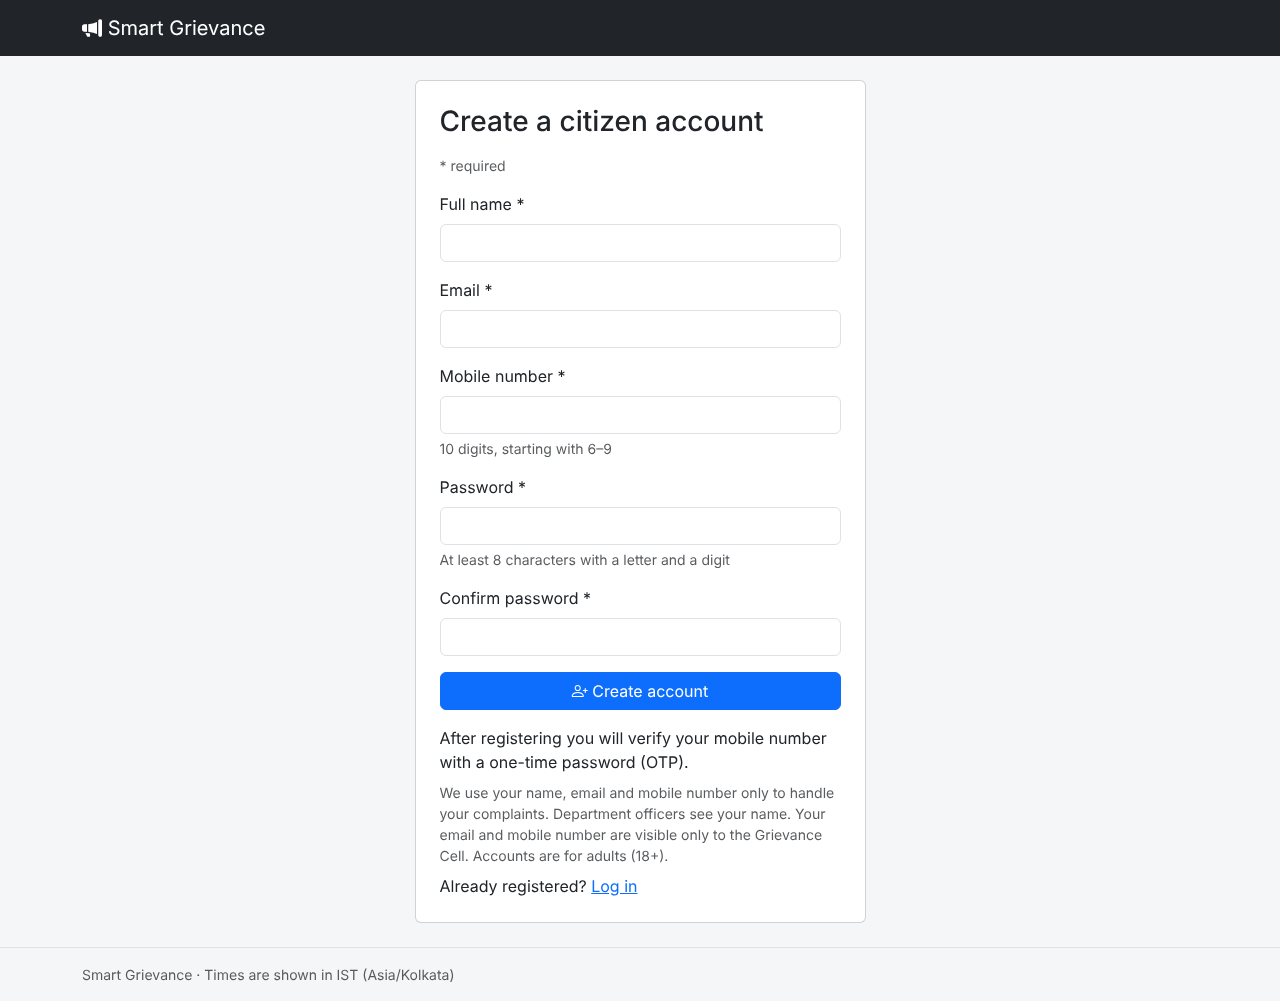 Smart Grievance
Create a citizen account
* required
Full name *
Email *
Mobile number *
10 digits, starting with 6–9
Password *
At least 8 characters with a letter and a digit
Confirm password *
Create account
After registering you will verify your mobile number
with a one-time password (OTP).
We use your name, email and mobile number only to handle
your complaints. Department officers see your name. Your
email and mobile number are visible only to the Grievance
Cell. Accounts are for adults (18+).
Already registered? Log in
Smart Grievance · Times are shown in IST (Asia/Kolkata)